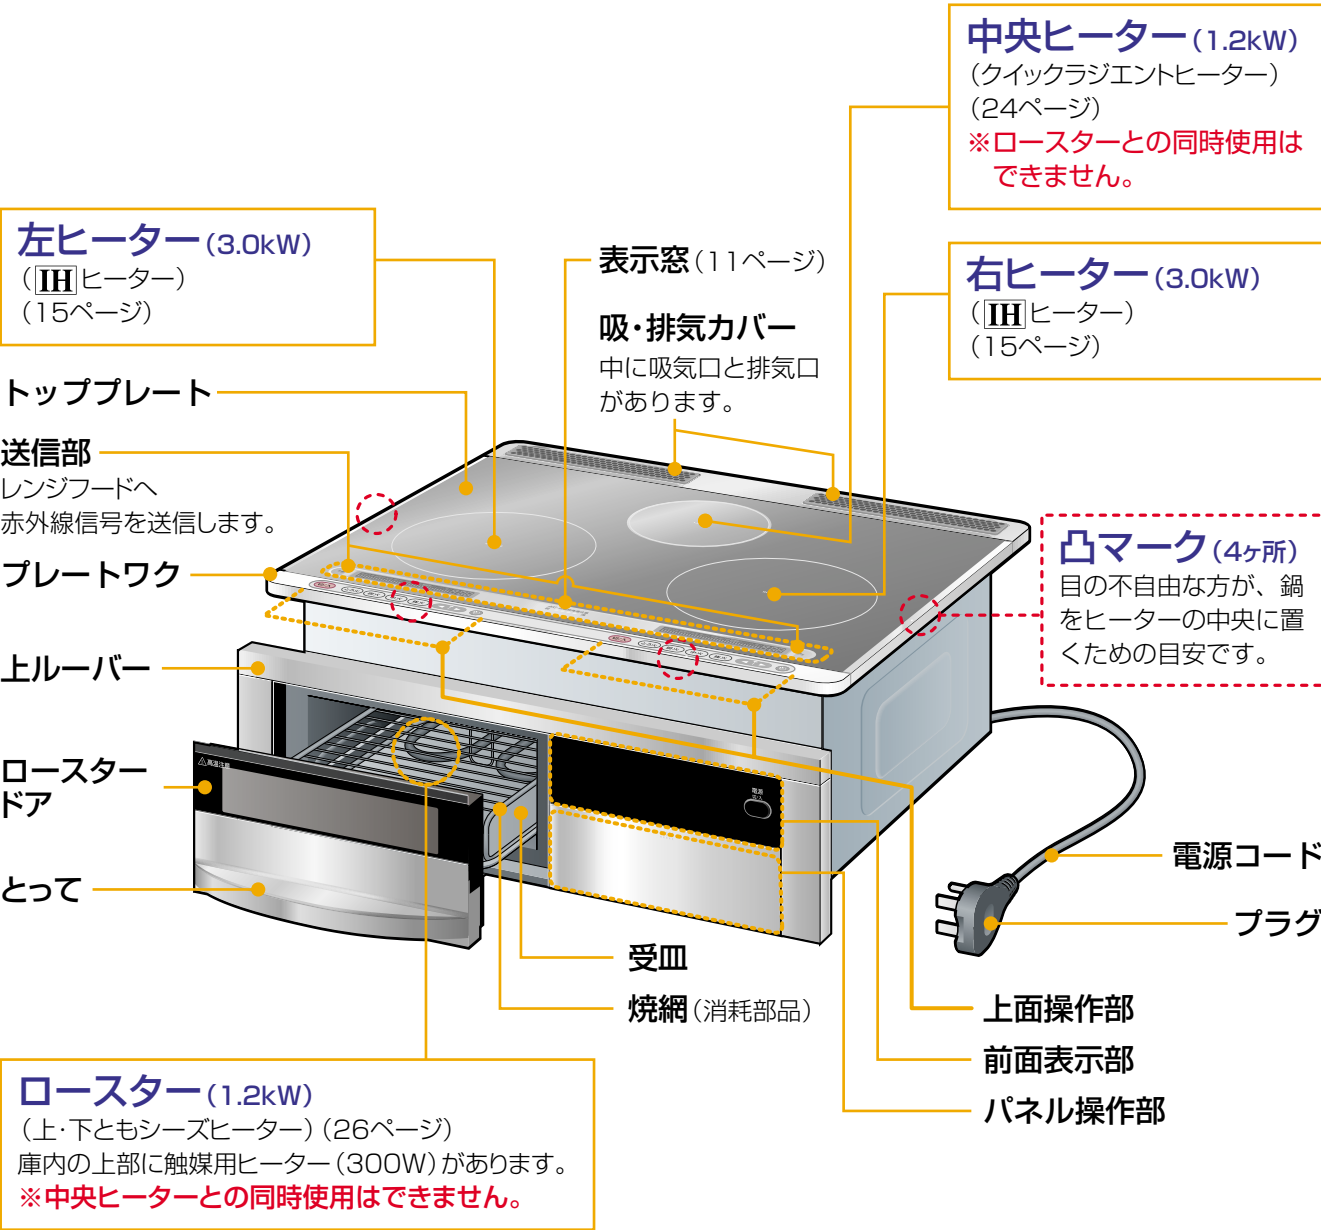 中央ヒーター(1.2kW)
(クイックラジエントヒーター)
(24ページ)
※ロースターとの同時使用は
できません。
左ヒーター(3.0kW)
(IHヒーター)
(15ページ)
表示窓(11ページ)
吸・排気カバー
中に吸気口と排気口
があります。
右ヒーター(3.0kW)
(IHヒーター)
(15ページ)
トッププレート
送信部
レンジフードへ
赤外線信号を送信します。
プレートワク
上ルーバー
ロースター
ドア
とって
凸マーク(4ヶ所)
目の不自由な方が、鍋
をヒーターの中央に置
くための目安です。
高温注意
電源
切/入
電源コード
プラグ
受皿
焼網(消耗部品)
上面操作部
前面表示部
パネル操作部
ロースター(1.2kW)
(上・下ともシーズヒーター)(26ページ)
庫内の上部に触媒用ヒーター(300W)があります。
※中央ヒーターとの同時使用はできません。